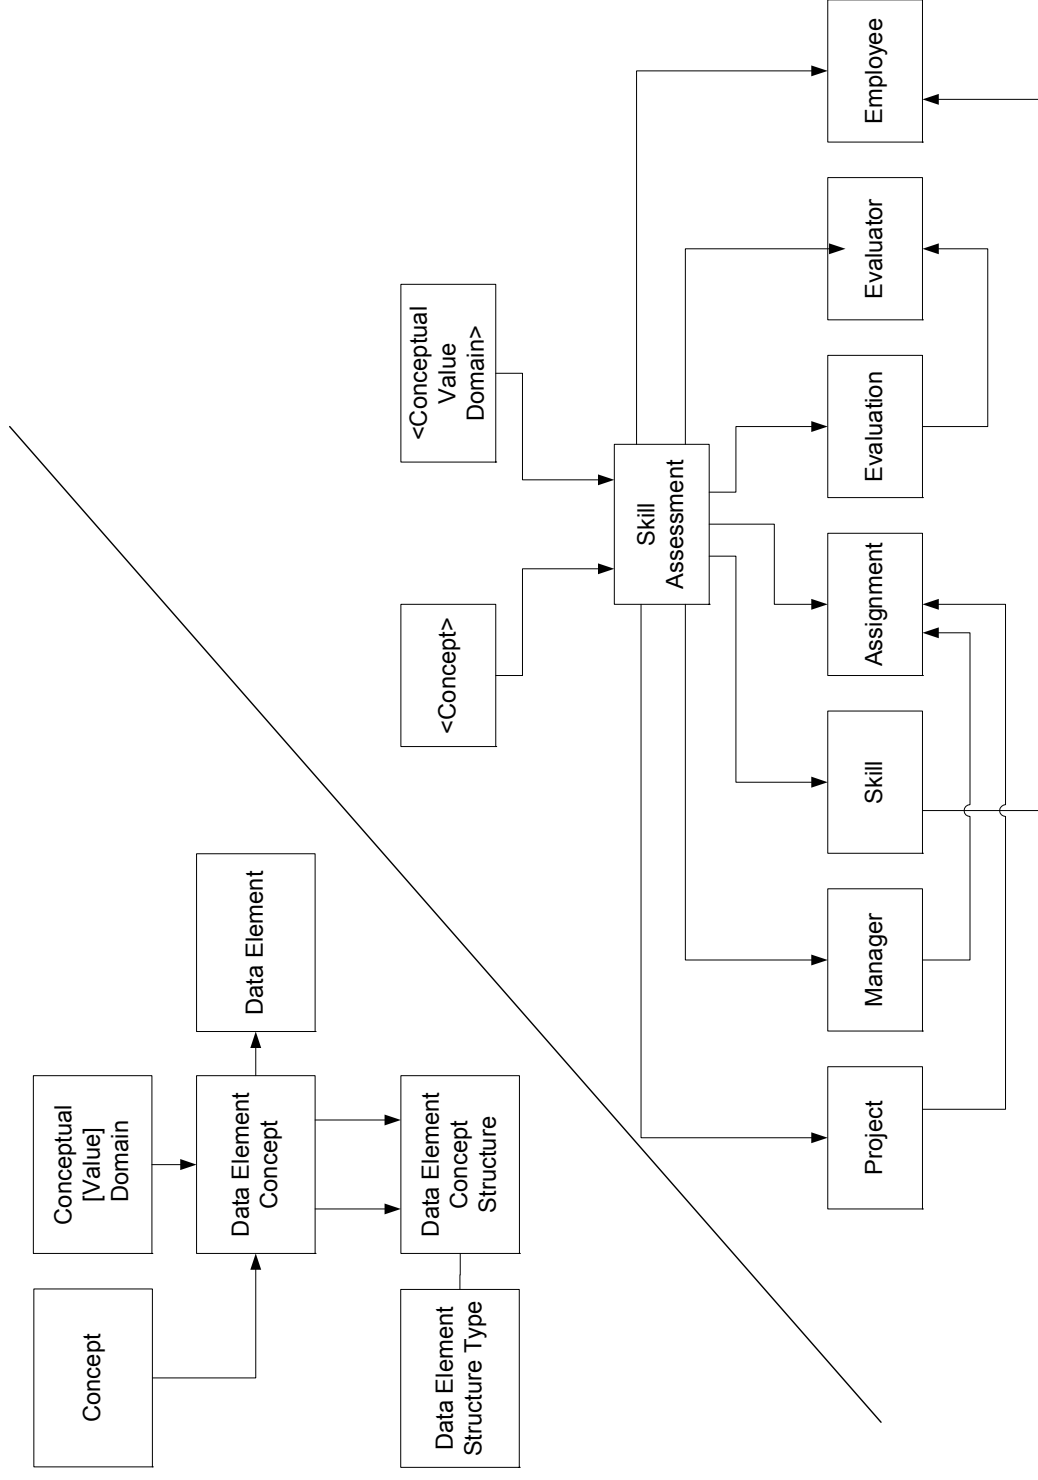 Concept
Conceptual
[Value]
Domain
Data Element
Concept
Data Element
Data Element
Structure Type
Data Element
Concept
Structure
<Concept>
<Conceptual
Value
Domain>
Skill
Assessment
Project
Manager
Skill
Assignment
Evaluation
Evaluator
Employee